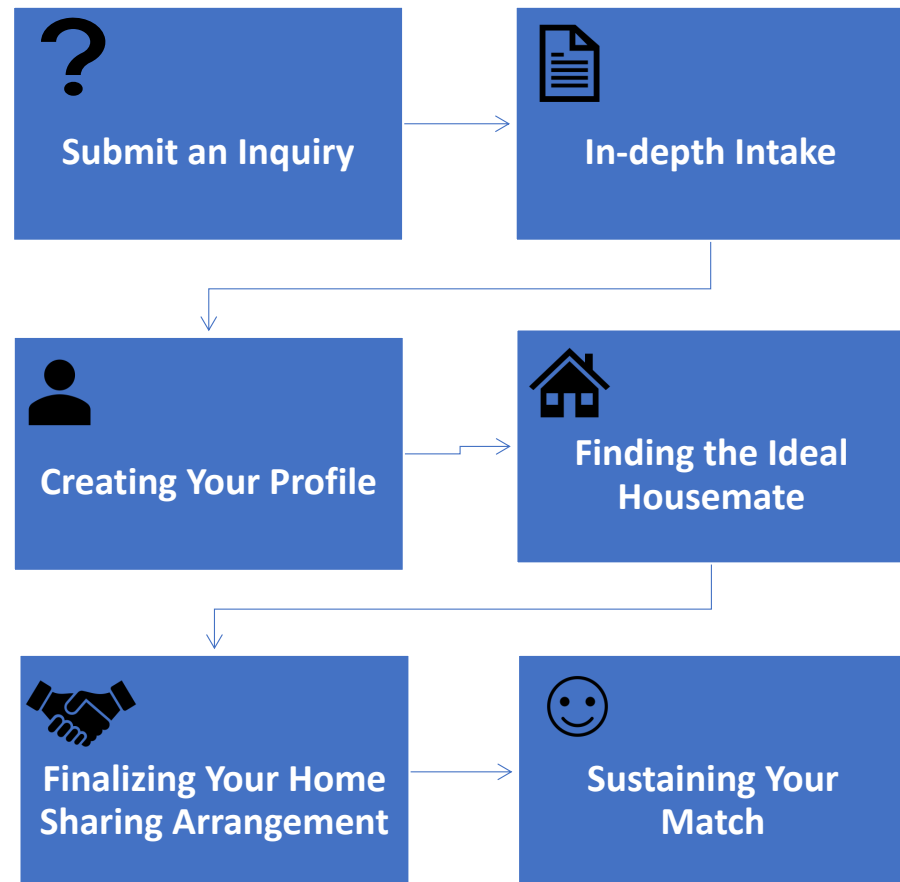 Submit an Inquiry
In-depth Intake
Creating Your Profile
Finding the Ideal
Housemate
Finalizing Your Home
Sharing Arrangement
Sustaining Your
Match